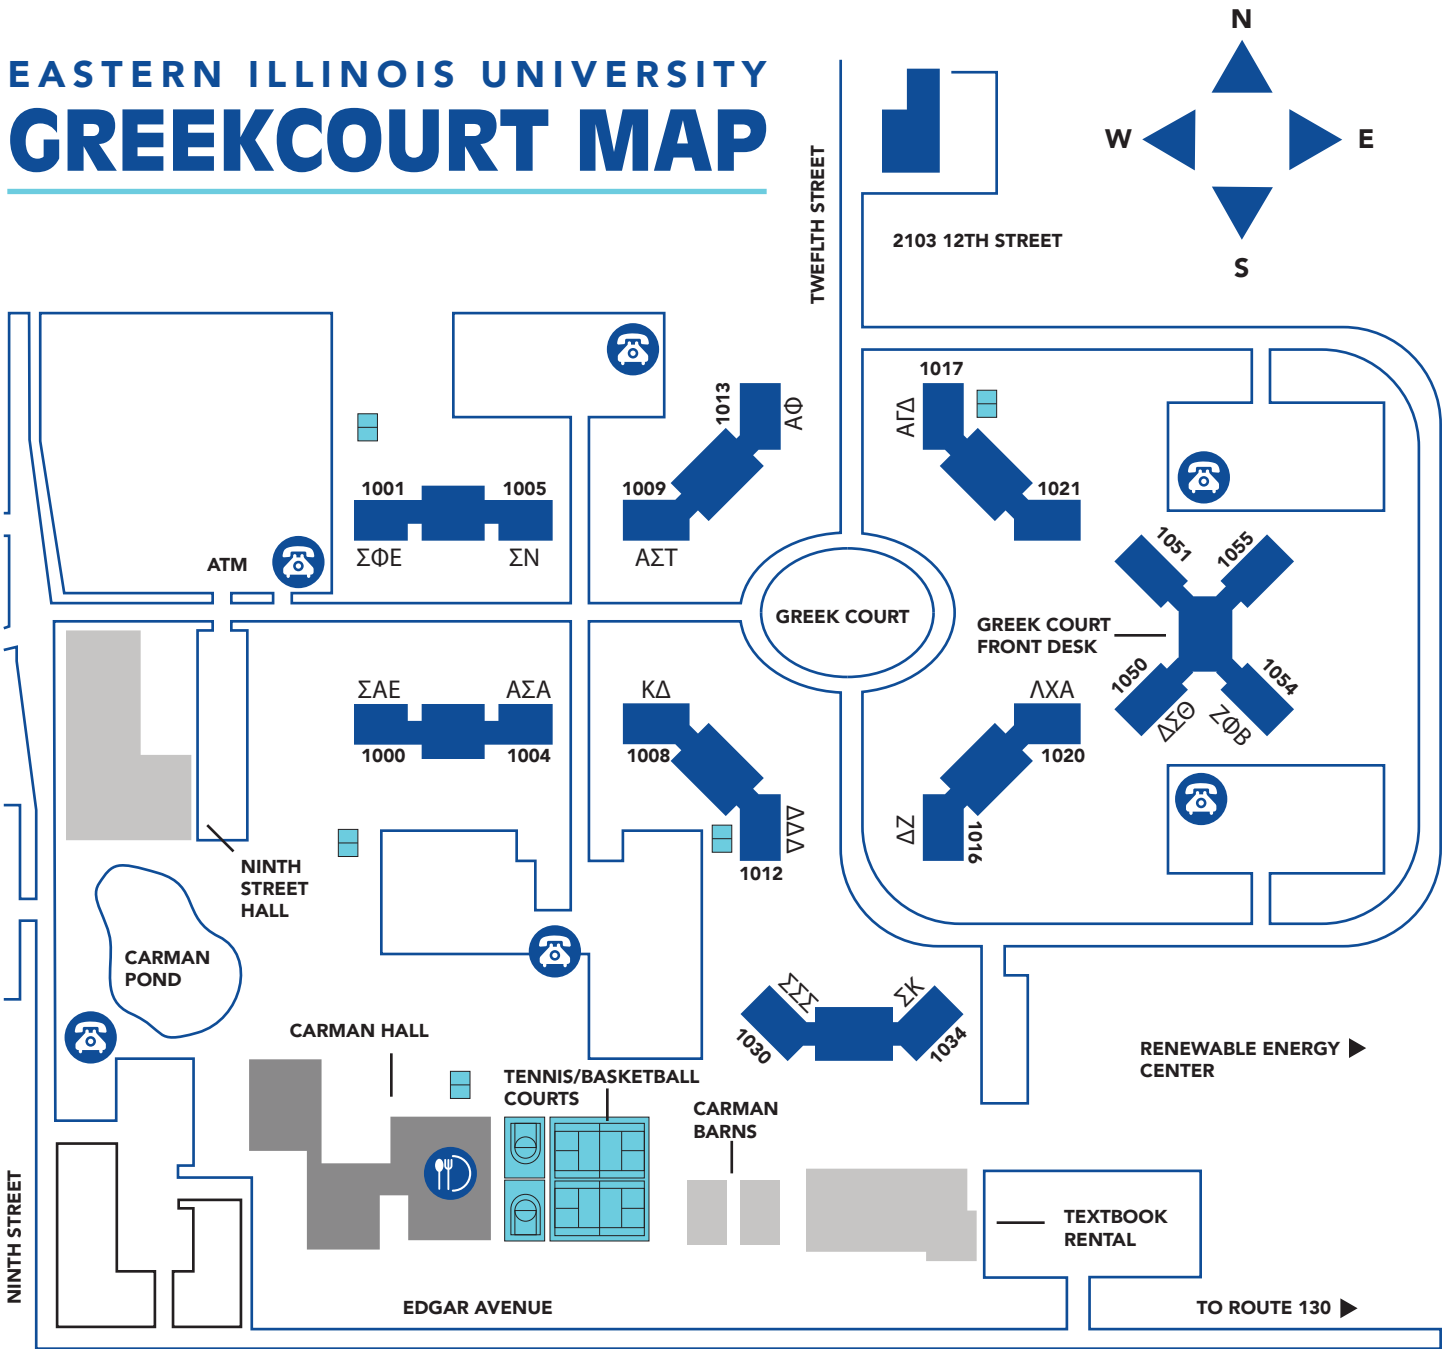 EASTERN ILLINOIS UNIVERSITY
GREEKCOURT MAP
N
W
E
S
TWEFLTH STREET
2103 12TH STREET
1013
ΑΦ
1017
ΑΓΔ
1001
1005
1009
1021
ΣΦΕ
ΣΝ
ΑΣΤ
1051
1055
ATM
GREEK COURT
GREEK COURT
FRONT DESK
1050
1054
ΔΣΘ
ΖΦΒ
ΣΑΕ
ΑΣΑ
ΚΔ
ΛΧΑ
1000
1004
1008
1020
ΔΔΔ
ΔΖ
1016
1012
NINTH
STREET
HALL
CARMAN
POND
ΣΣΣ
ΣΚ
1030
1034
CARMAN HALL
RENEWABLE ENERGY
CENTER
TENNIS/BASKETBALL
COURTS
CARMAN
BARNS
TEXTBOOK
RENTAL
NINTH STREET
EDGAR AVENUE
TO ROUTE 130